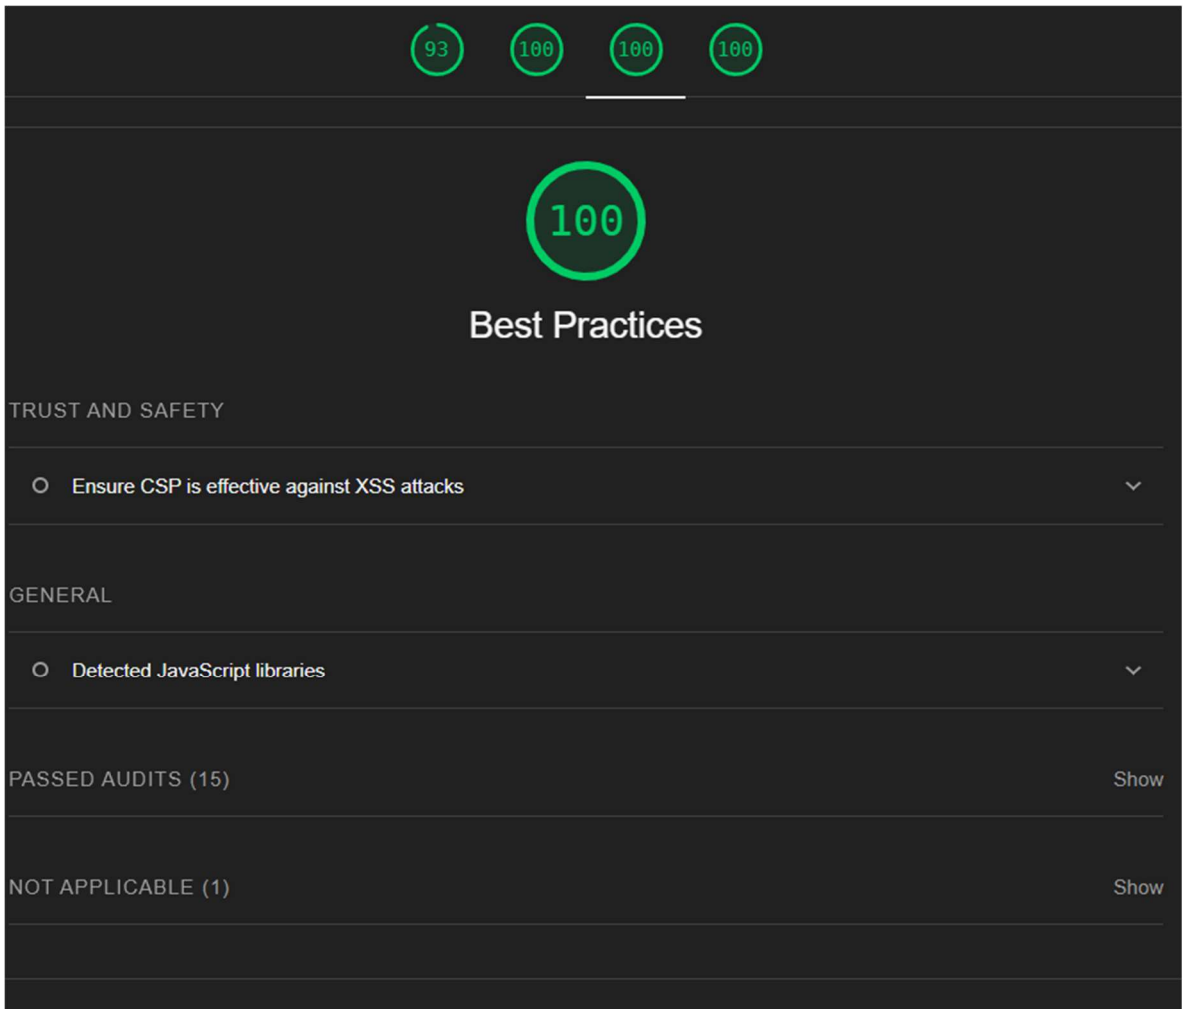 93 100 100 100
100
Best Practices
TRUST AND SAFETY
Ensure CSP is effective against XSS attacks
GENERAL
Detected JavaScript libraries
PASSED AUDITS (15) Show
NOT APPLICABLE (1) Show